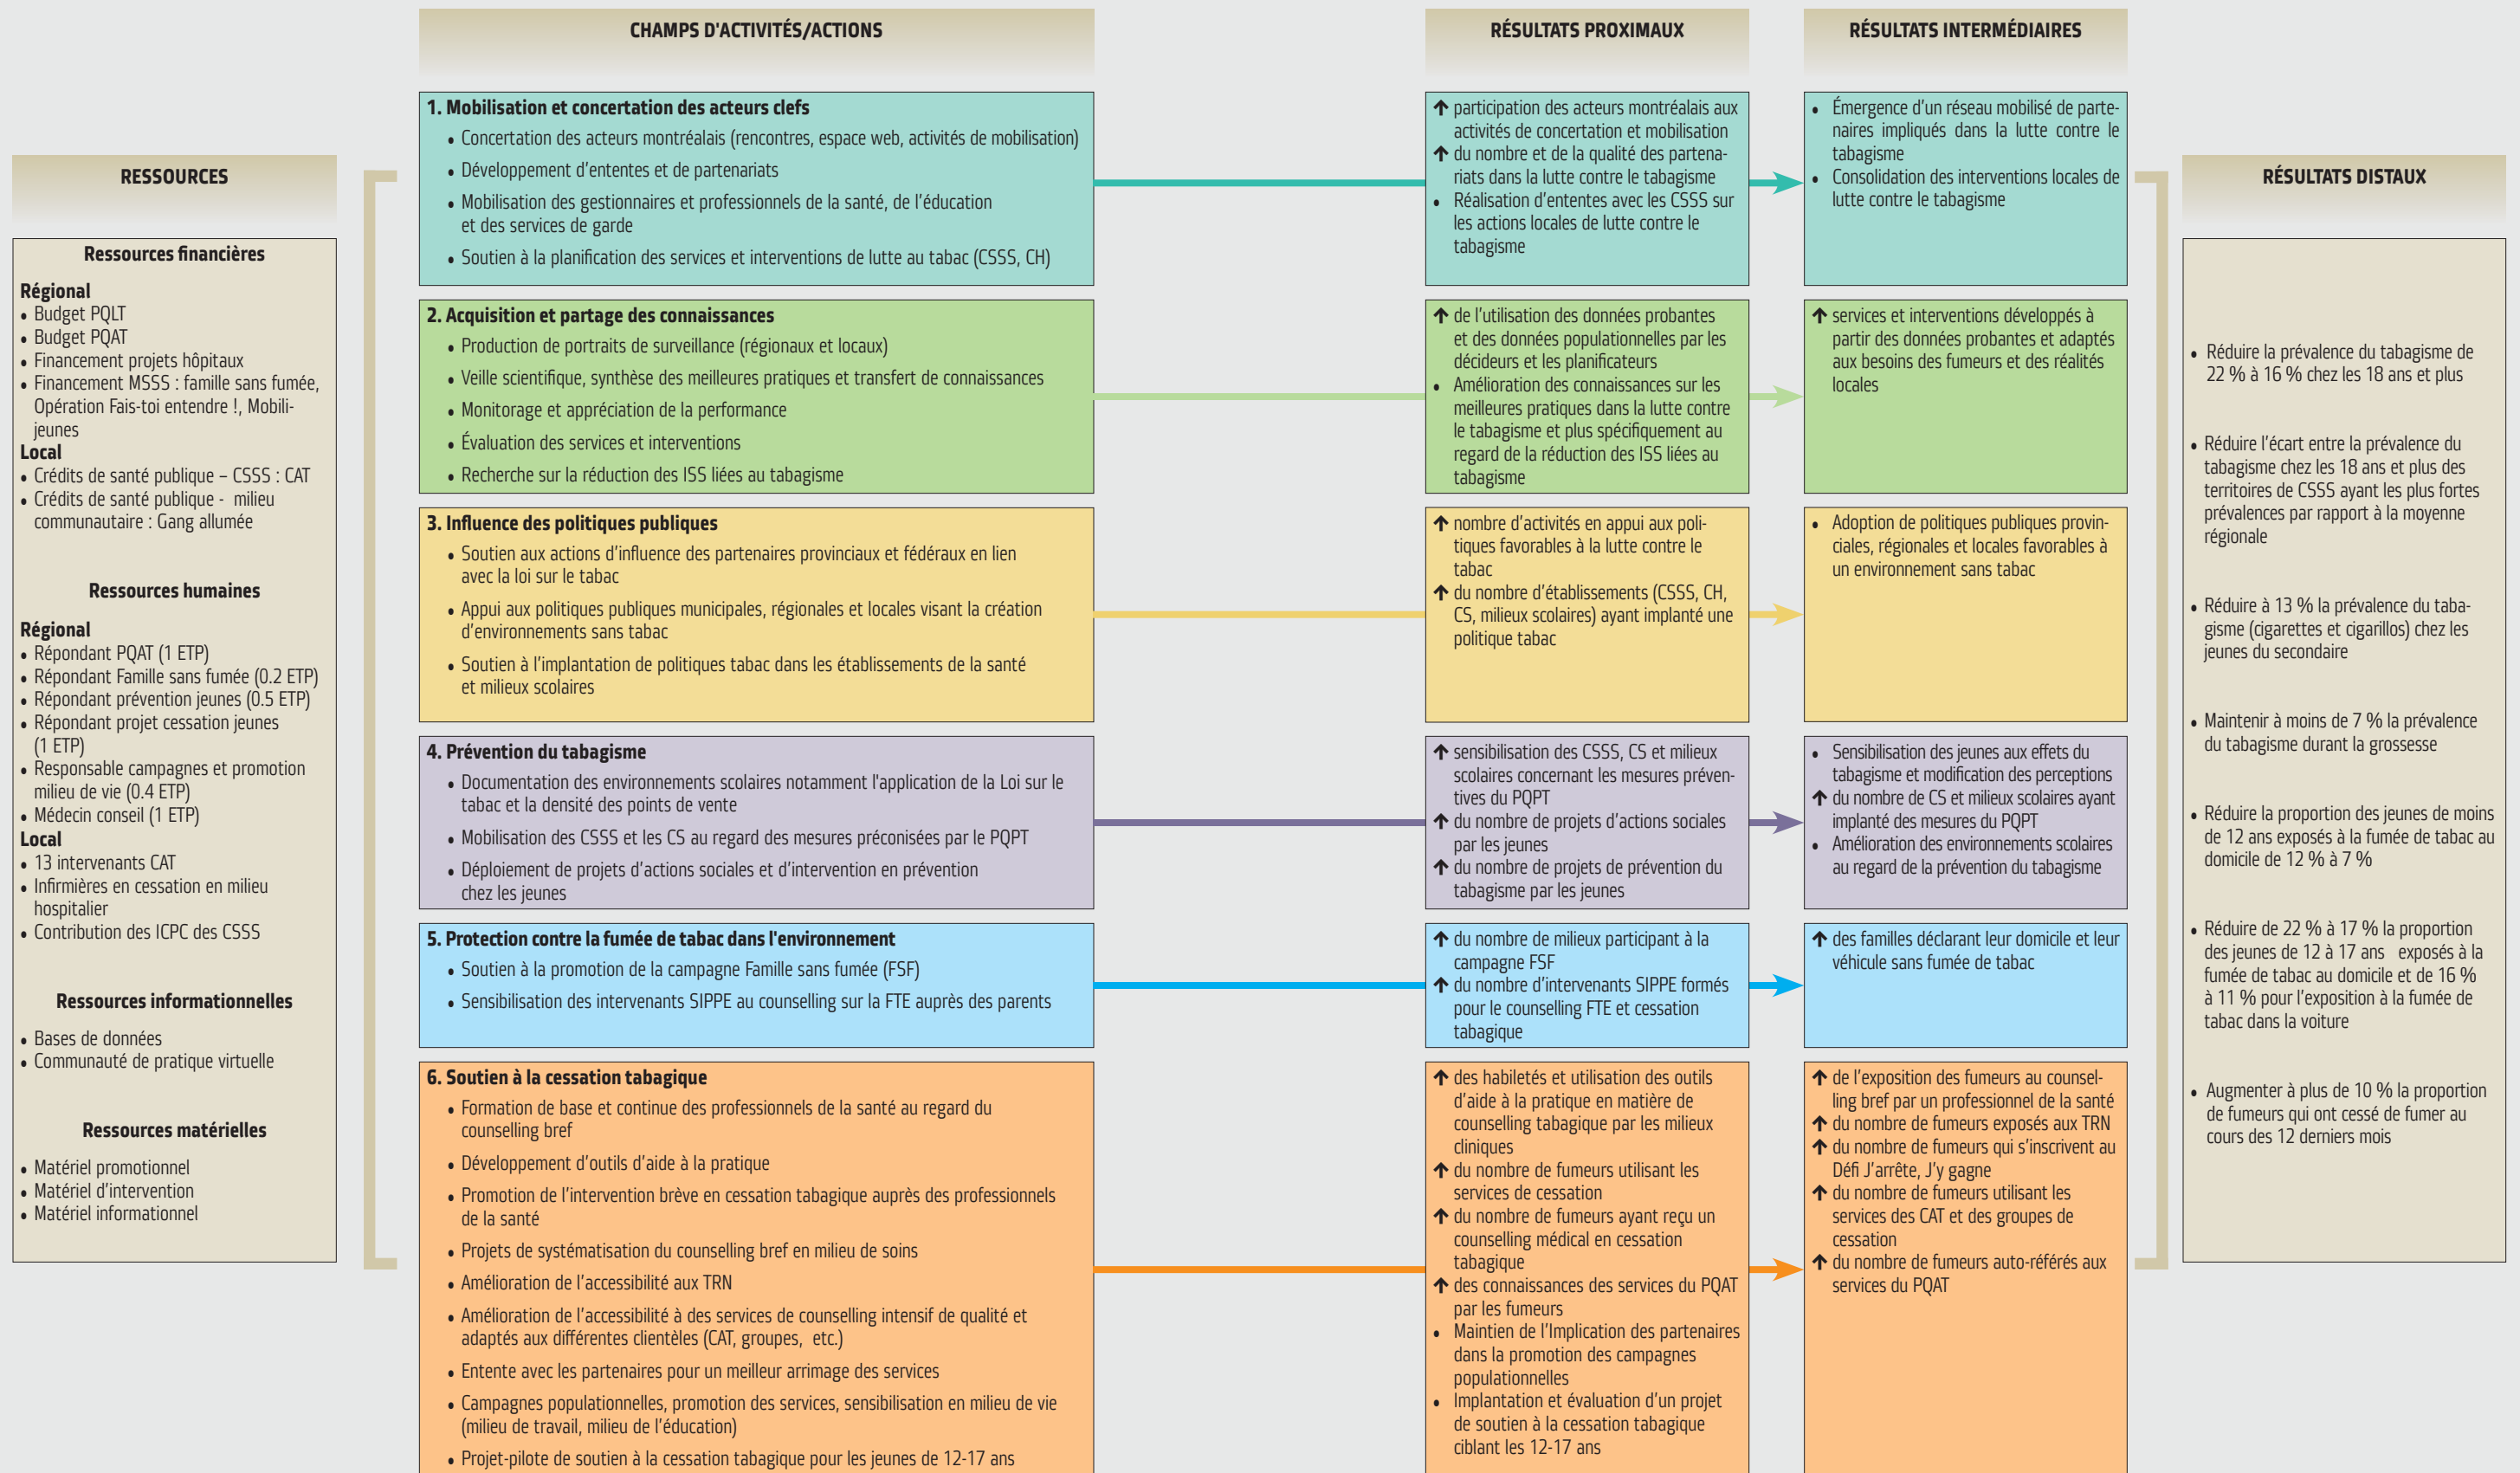 RESSOURCES
Ressources financières
Régional
• Budget PQLT
• Budget PQAT
• Financement projets hôpitaux
• Financement MSSS : famille sans fumée,
Opération Fais-toi entendre !, Mobili-
jeunes
Local
• Crédits de santé publique – CSSS : CAT
• Crédits de santé publique - milieu
communautaire : Gang allumée
Ressources humaines
Régional
• Répondant PQAT (1 ETP)
• Répondant Famille sans fumée (0.2 ETP)
• Répondant prévention jeunes (0.5 ETP)
• Répondant projet cessation jeunes
(1 ETP)
• Responsable campagnes et promotion
milieu de vie (0.4 ETP)
• Médecin conseil (1 ETP)
Local
• 13 intervenants CAT
• Infirmières en cessation en milieu
hospitalier
• Contribution des ICPC des CSSS
Ressources informationnelles
• Bases de données
• Communauté de pratique virtuelle
Ressources matérielles
• Matériel promotionnel
• Matériel d'intervention
• Matériel informationnel
CHAMPS D'ACTIVITÉS/ACTIONS
1. Mobilisation et concertation des acteurs clefs
• Concertation des acteurs montréalais (rencontres, espace web, activités de mobilisation)
• Développement d'ententes et de partenariats
• Mobilisation des gestionnaires et professionnels de la santé, de l'éducation
et des services de garde
• Soutien à la planification des services et interventions de lutte au tabac (CSSS, CH)
2. Acquisition et partage des connaissances
• Production de portraits de surveillance (régionaux et locaux)
• Veille scientifique, synthèse des meilleures pratiques et transfert de connaissances
• Monitorage et appréciation de la performance
• Évaluation des services et interventions
• Recherche sur la réduction des ISS liées au tabagisme
3. Influence des politiques publiques
• Soutien aux actions d'influence des partenaires provinciaux et fédéraux en lien
avec la loi sur le tabac
• Appui aux politiques publiques municipales, régionales et locales visant la création
d'environnements sans tabac
• Soutien à l'implantation de politiques tabac dans les établissements de la santé
et milieux scolaires
4. Prévention du tabagisme
• Documentation des environnements scolaires notamment l'application de la Loi sur le
tabac et la densité des points de vente
• Mobilisation des CSSS et les CS au regard des mesures préconisées par le PQPT
• Déploiement de projets d'actions sociales et d'intervention en prévention
chez les jeunes
5. Protection contre la fumée de tabac dans l'environnement
• Soutien à la promotion de la campagne Famille sans fumée (FSF)
• Sensibilisation des intervenants SIPPE au counselling sur la FTE auprès des parents
6. Soutien à la cessation tabagique
• Formation de base et continue des professionnels de la santé au regard du
counselling bref
• Développement d'outils d'aide à la pratique
• Promotion de l'intervention brève en cessation tabagique auprès des professionnels
de la santé
• Projets de systématisation du counselling bref en milieu de soins
• Amélioration de l'accessibilité aux TRN
• Amélioration de l'accessibilité à des services de counselling intensif de qualité et
adaptés aux différentes clientèles (CAT, groupes, etc.)
• Entente avec les partenaires pour un meilleur arrimage des services
• Campagnes populationnelles, promotion des services, sensibilisation en milieu de vie
(milieu de travail, milieu de l'éducation)
• Projet-pilote de soutien à la cessation tabagique pour les jeunes de 12-17 ans
RÉSULTATS PROXIMAUX
↑ participation des acteurs montréalais aux
activités de concertation et mobilisation
↑ du nombre et de la qualité des partena-
riats dans la lutte contre le tabagisme
• Réalisation d'ententes avec les CSSS sur
les actions locales de lutte contre le
tabagisme
↑ de l'utilisation des données probantes
et des données populationnelles par les
décideurs et les planificateurs
• Amélioration des connaissances sur les
meilleures pratiques dans la lutte contre
le tabagisme et plus spécifiquement au
regard de la réduction des ISS liées au
tabagisme
↑ nombre d'activités en appui aux poli-
tiques favorables à la lutte contre le
tabac
↑ du nombre d'établissements (CSSS, CH,
CS, milieux scolaires) ayant implanté une
politique tabac
↑ sensibilisation des CSSS, CS et milieux
scolaires concernant les mesures préven-
tives du PQPT
↑ du nombre de projets d'actions sociales
par les jeunes
↑ du nombre de projets de prévention du
tabagisme par les jeunes
↑ du nombre de milieux participant à la
campagne FSF
↑ du nombre d'intervenants SIPPE formés
pour le counselling FTE et cessation
tabagique
↑ des habiletés et utilisation des outils
d'aide à la pratique en matière de
counselling tabagique par les milieux
cliniques
↑ du nombre de fumeurs utilisant les
services de cessation
↑ du nombre de fumeurs ayant reçu un
counselling médical en cessation
tabagique
↑ des connaissances des services du PQAT
par les fumeurs
• Maintien de l'Implication des partenaires
dans la promotion des campagnes
populationnelles
• Implantation et évaluation d'un projet
de soutien à la cessation tabagique
ciblant les 12-17 ans
RÉSULTATS INTERMÉDIAIRES
• Émergence d'un réseau mobilisé de parte-
naires impliqués dans la lutte contre le
tabagisme
• Consolidation des interventions locales de
lutte contre le tabagisme
↑ services et interventions développés à
partir des données probantes et adaptés
aux besoins des fumeurs et des réalités
locales
• Adoption de politiques publiques provin-
ciales, régionales et locales favorables à
un environnement sans tabac
• Sensibilisation des jeunes aux effets du
tabagisme et modification des perceptions
↑ du nombre de CS et milieux scolaires ayant
implanté des mesures du PQPT
• Amélioration des environnements scolaires
au regard de la prévention du tabagisme
↑ des familles déclarant leur domicile et leur
véhicule sans fumée de tabac
↑ de l'exposition des fumeurs au counsel-
ling bref par un professionnel de la santé
↑ du nombre de fumeurs exposés aux TRN
↑ du nombre de fumeurs qui s'inscrivent au
Défi J'arrête, J'y gagne
↑ du nombre de fumeurs utilisant les
services des CAT et des groupes de
cessation
↑ du nombre de fumeurs auto-référés aux
services du PQAT
RÉSULTATS DISTAUX
• Réduire la prévalence du tabagisme de
22 % à 16 % chez les 18 ans et plus
• Réduire l'écart entre la prévalence du
tabagisme chez les 18 ans et plus des
territoires de CSSS ayant les plus fortes
prévalences par rapport à la moyenne
régionale
• Réduire à 13 % la prévalence du taba-
gisme (cigarettes et cigarillos) chez les
jeunes du secondaire
• Maintenir à moins de 7 % la prévalence
du tabagisme durant la grossesse
• Réduire la proportion des jeunes de moins
de 12 ans exposés à la fumée de tabac au
domicile de 12 % à 7 %
• Réduire de 22 % à 17 % la proportion
des jeunes de 12 à 17 ans exposés à la
fumée de tabac au domicile et de 16 %
à 11 % pour l'exposition à la fumée de
tabac dans la voiture
• Augmenter à plus de 10 % la proportion
de fumeurs qui ont cessé de fumer au
cours des 12 derniers mois